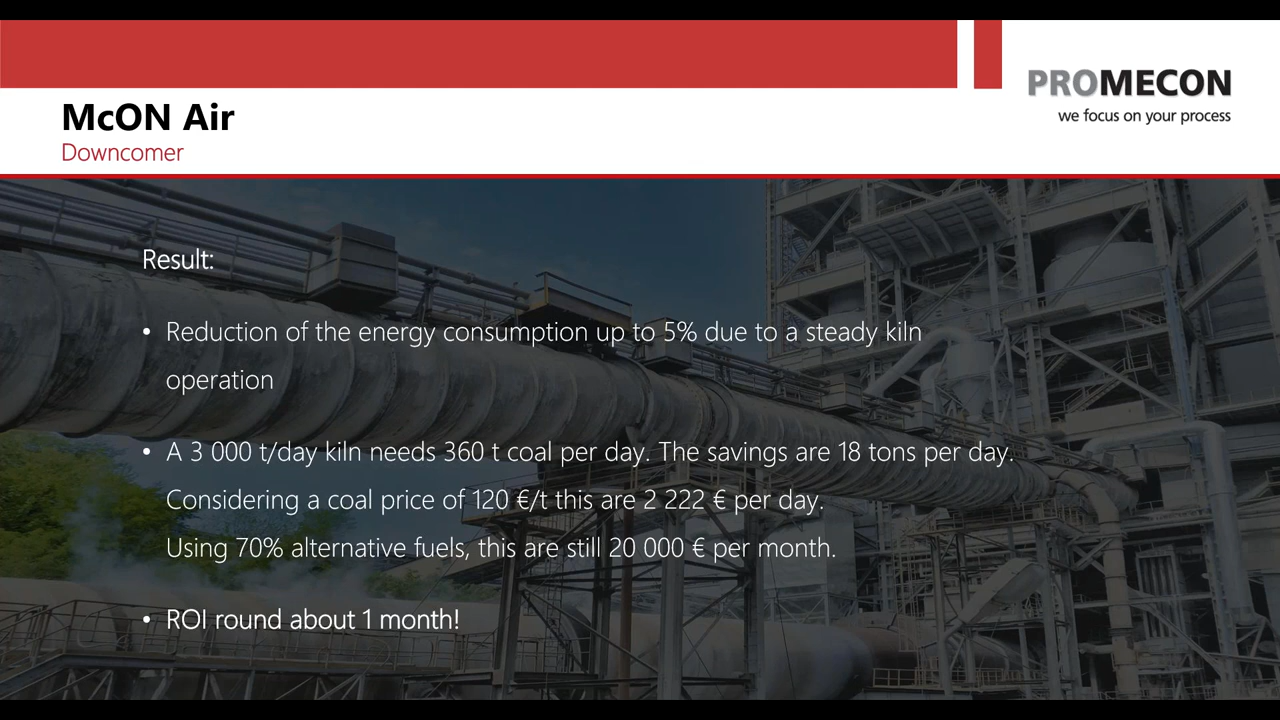 PROMECON
we focus on your process
McON Air
Downcomer
Result:
• Reduction of the energy consumption up to 5% due to a steady kiln
operation
• A 3 000 t/day kiln needs 360 t coal per day. The savings are 18 tons per day.
Considering a coal price of 120 €/t this are 2 222 € per day.
Using 70% alternative fuels, this are still 20 000 € per month.
• ROI round about 1 month!